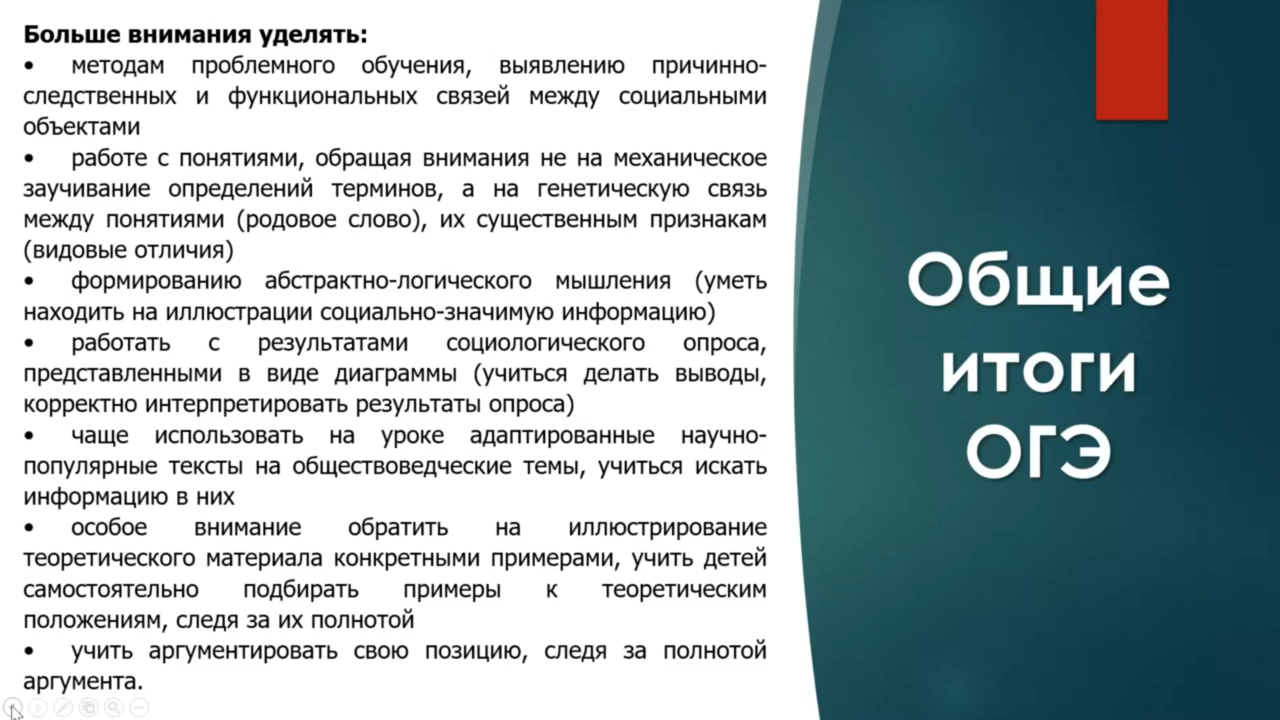 Больше внимания уделять:
• методам проблемного обучения, выявлению причинно-
следственных и функциональных связей между социальными
объектами
• работе с понятиями, обращая внимания не на механическое
заучивание определений терминов, а на генетическую связь
между понятиями (родовое слово), их существенным признакам
(видовые отличия)
• формированию абстрактно-логического мышления (уметь
находить на иллюстрации социально-значимую информацию)
• работать с результатами социологического опроса,
представленными в виде диаграммы (учиться делать выводы,
корректно интерпретировать результаты опроса)
• чаще использовать на уроке адаптированные научно-
популярные тексты на обществоведческие темы, учиться искать
информацию в них
• особое внимание обратить на иллюстрирование
теоретического материала конкретными примерами, учить детей
самостоятельно подбирать примеры к теоретическим
положениям, следя за их полнотой
• учить аргументировать свою позицию, следя за полнотой
аргумента.
Общие
итоги
ОГЭ